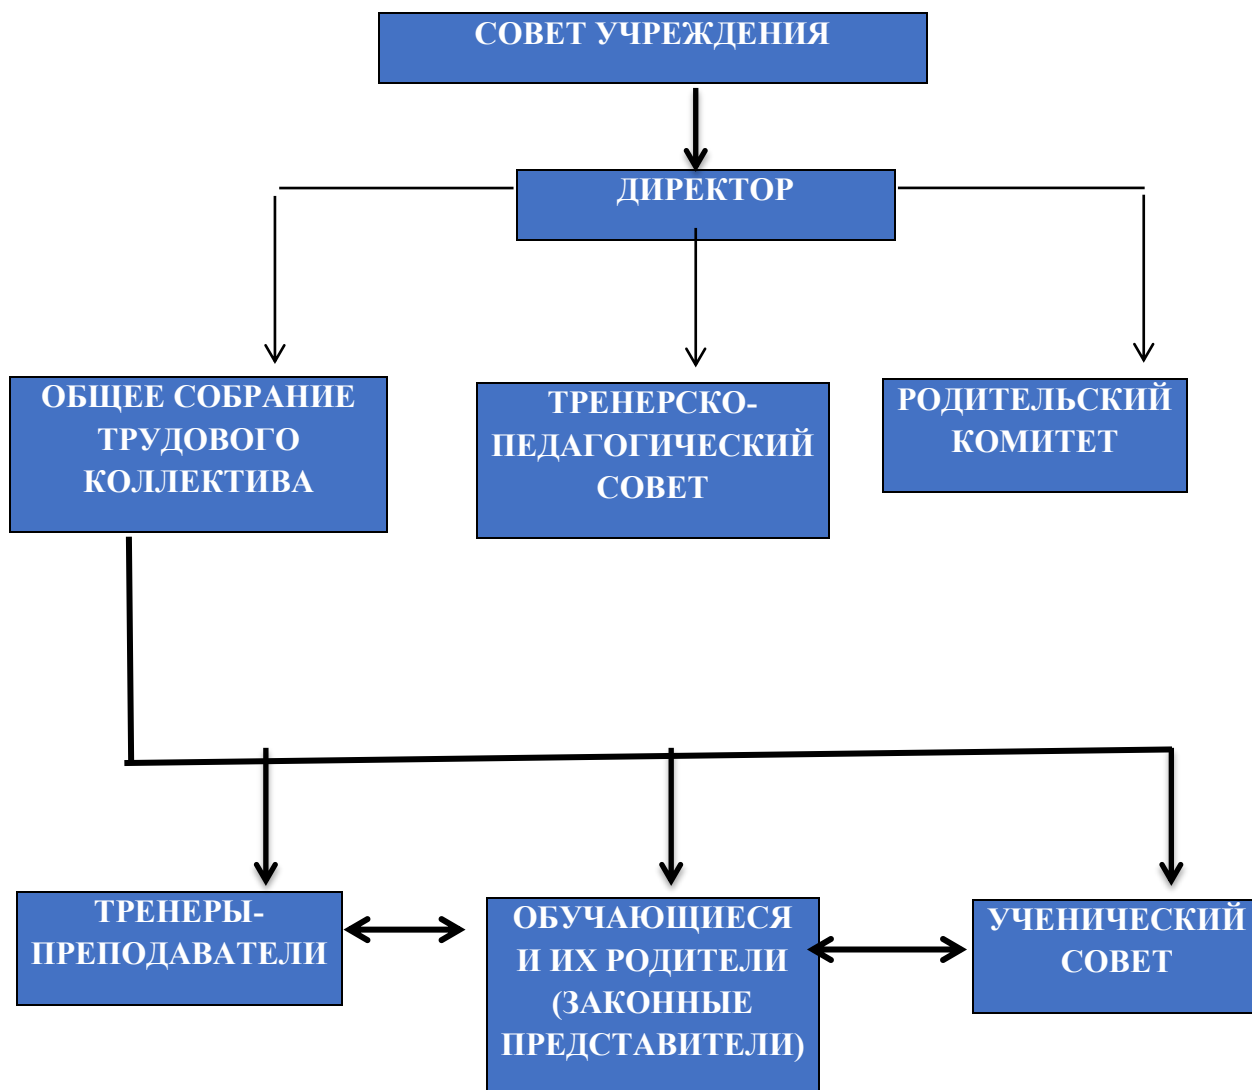 СОВЕТ УЧРЕЖДЕНИЯ
ДИРЕКТОР
ОБЩЕЕ СОБРАНИЕ
ТРУДОВОГО
КОЛЛЕКТИВА
ТРЕНЕРСКО-
ПЕДАГОГИЧЕСКИЙ
СОВЕТ
РОДИТЕЛЬСКИЙ
КОМИТЕТ
ТРЕНЕРЫ-
ПРЕПОДАВАТЕЛИ
ОБУЧАЮЩИЕСЯ
И ИХ РОДИТЕЛИ
(ЗАКОННЫЕ
ПРЕДСТАВИТЕЛИ)
УЧЕНИЧЕСКИЙ
СОВЕТ